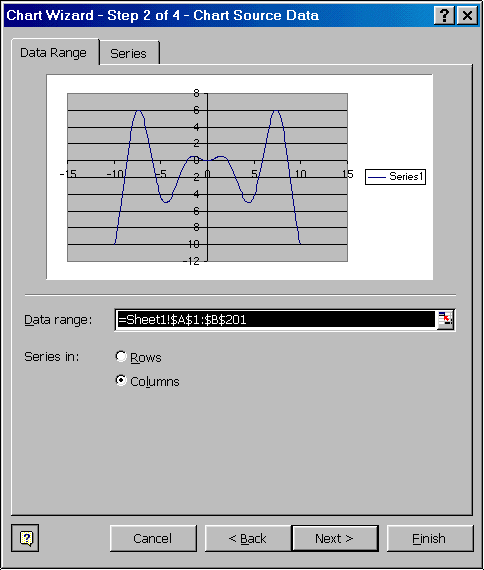 Chart Wizard - Step 2 of 4 - Chart Source Data
Data Range Series
8
6
4
2
-15 -10 -5 0 0 5 10 15
-2
-4
-6
-8
-10
-12
Series1
Data range: =Sheet1!$A$1:$B$201
Series in: Rows
Columns
Cancel < Back Next > Finish